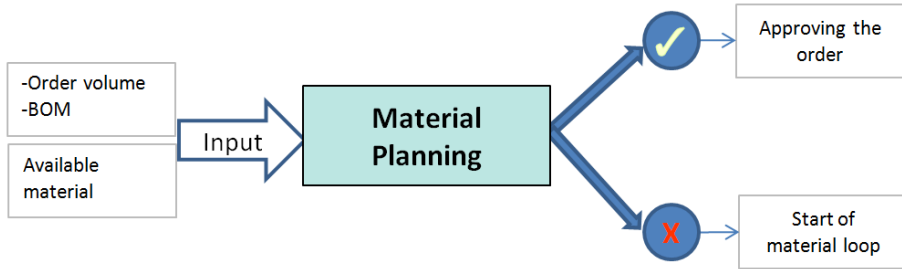 -Order volume
-BOM
Available
material
Input
Material
Planning
✓
Approving the
order
X
Start of
material loop